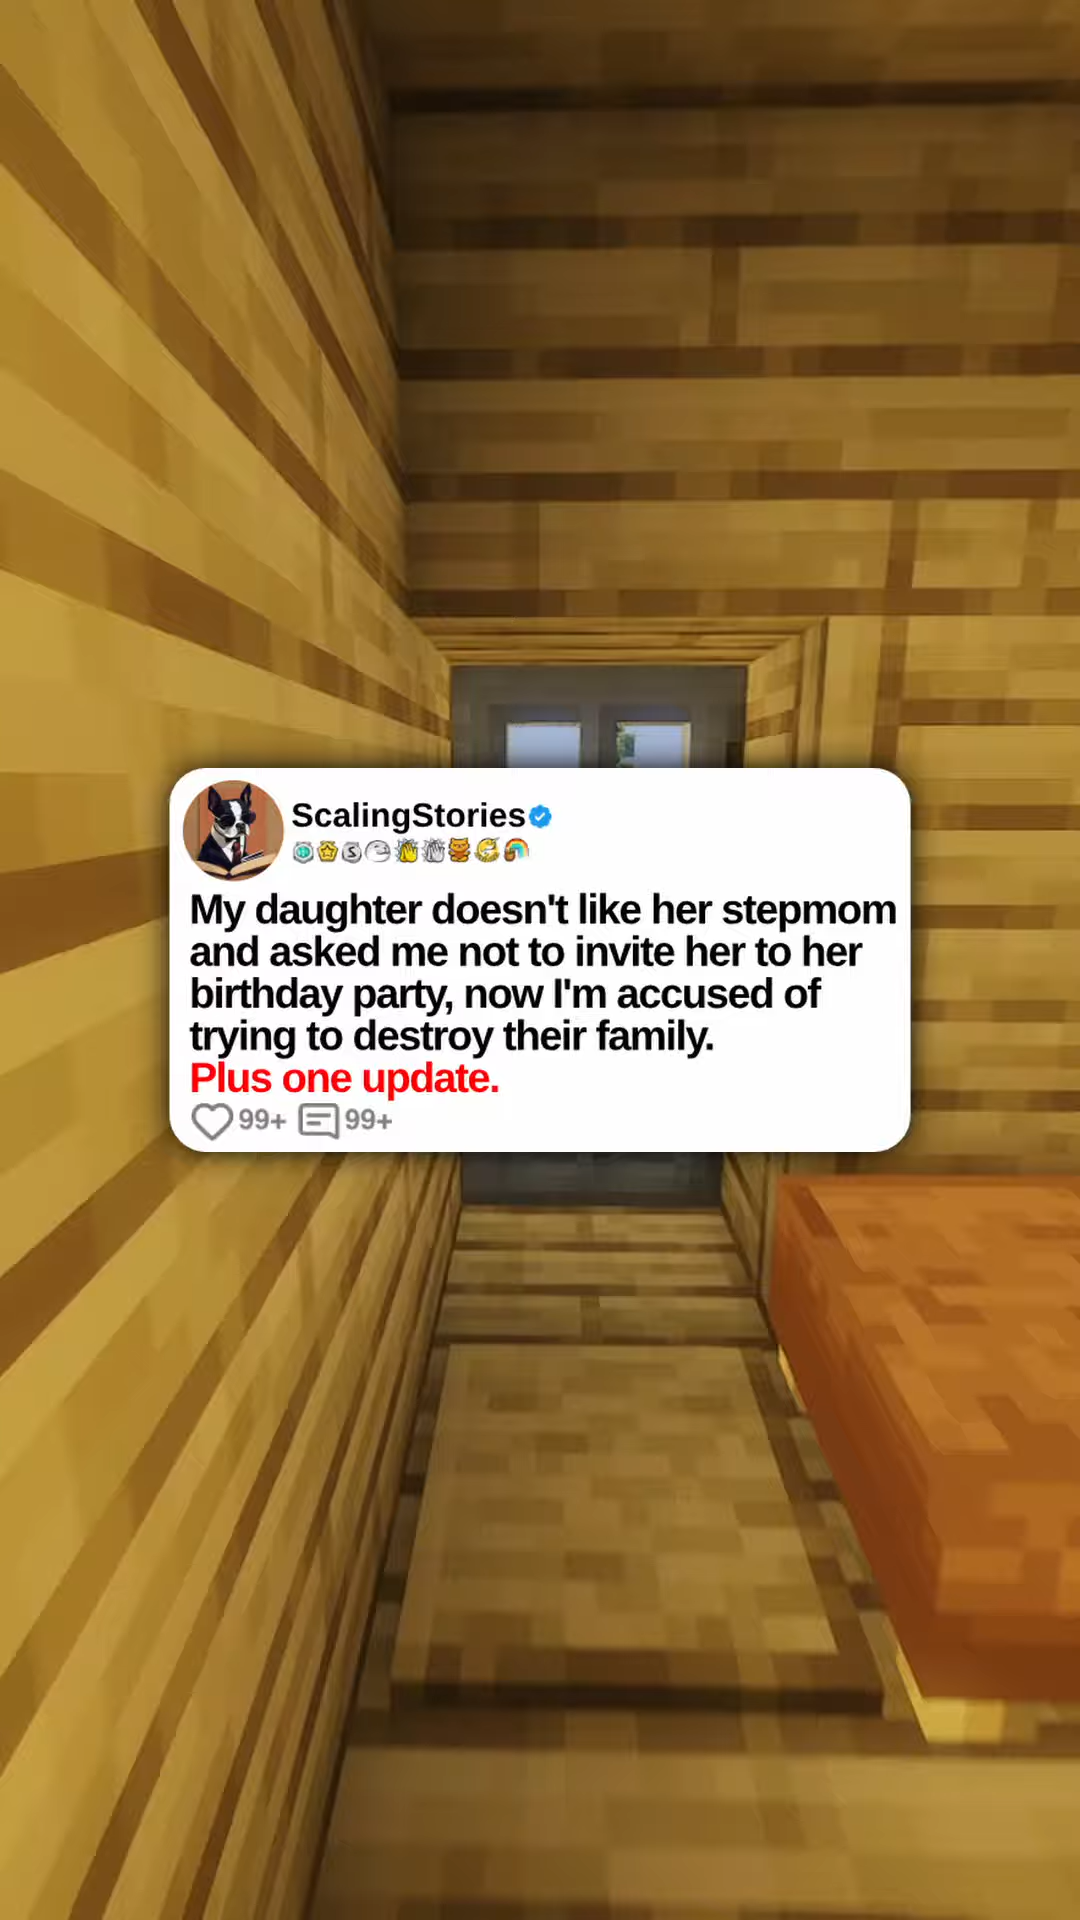 ScalingStories
My daughter doesn't like her stepmom
and asked me not to invite her to her
birthday party, now I'm accused of
trying to destroy their family.
Plus one update.
99+ 99+